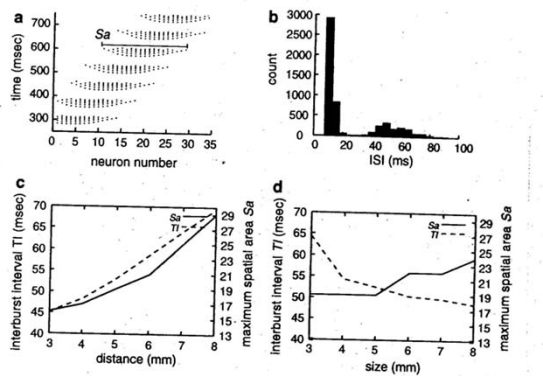 a
time (msec)
700
600
500
400
300
Sa
0 5 10 15 20 25 30 35
neuron number
b
count
3000
2500
2000
1500
1000
500
0
0 20 40 60 80 100
ISI (ms)
c
interburst interval TI (msec)
70
65
60
55
50
45
40
Sa
TI
29
27
25
23
21
19
17
15
13
maximum spatial area Sa
3 4 5 6 7 8
distance (mm)
d
interburst interval TI (msec)
70
65
60
55
50
45
40
Sa
TI
29
27
25
23
21
19
17
15
13
maximum spatial area Sa
3 4 5 6 7 8
size (mm)